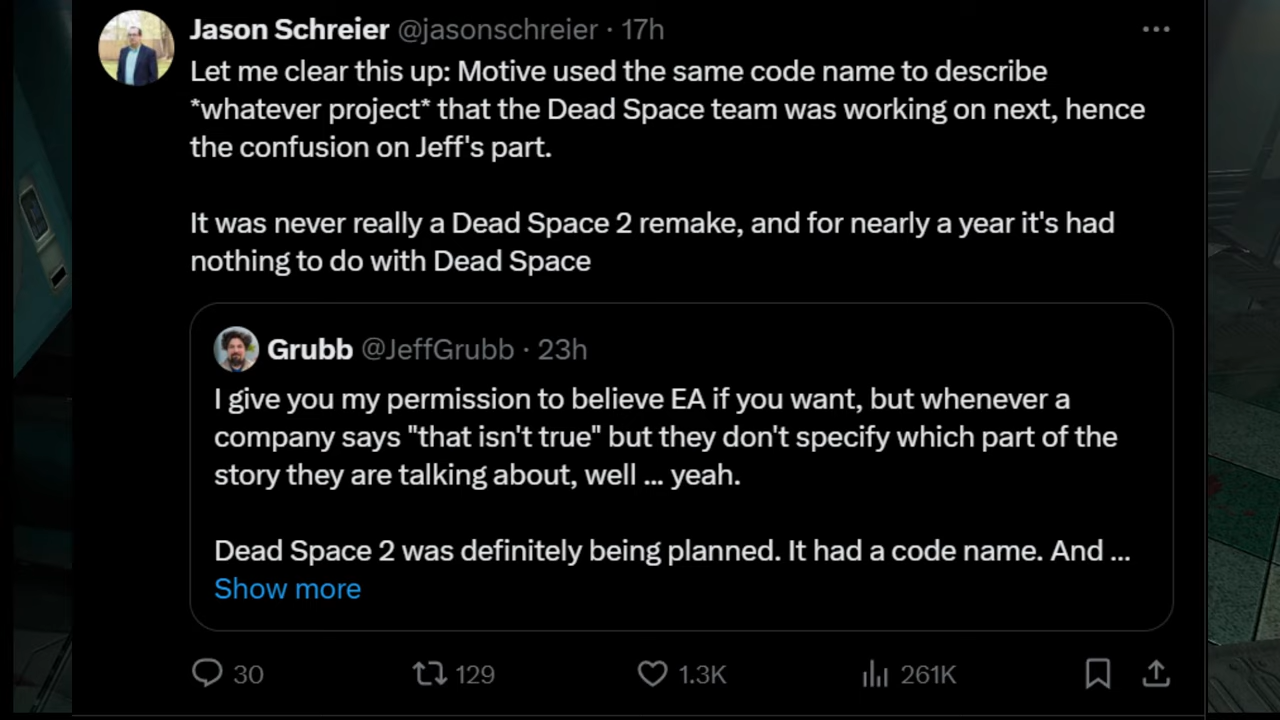 Jason Schreier @jasonschreier · 17h
Let me clear this up: Motive used the same code name to describe
*whatever project* that the Dead Space team was working on next, hence
the confusion on Jeff's part.
It was never really a Dead Space 2 remake, and for nearly a year it's had
nothing to do with Dead Space
Grubb @JeffGrubb · 23h
I give you my permission to believe EA if you want, but whenever a
company says "that isn't true" but they don't specify which part of the
story they are talking about, well ... yeah.
Dead Space 2 was definitely being planned. It had a code name. And ...
Show more
30 129 1.3K 261K